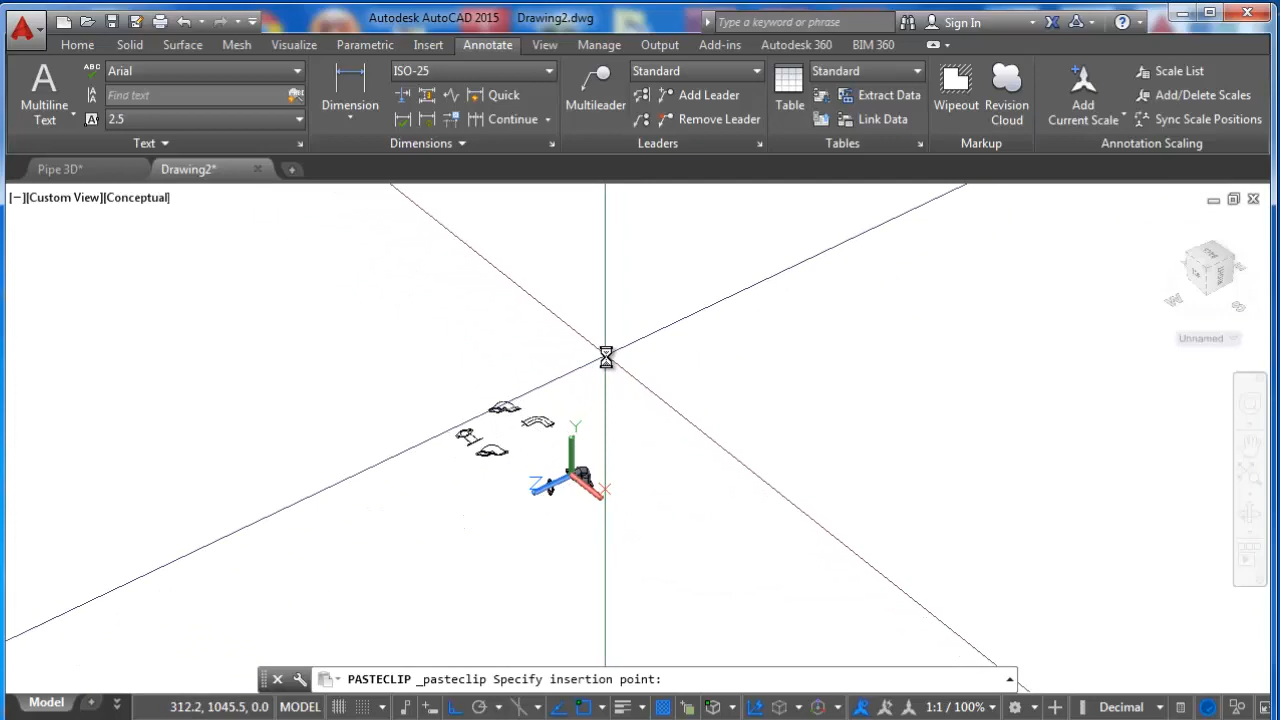 Autodesk AutoCAD 2015 Drawing2.dwg
Type a keyword or phrase
Sign In
Home Solid Surface Mesh Visualize Parametric Insert Annotate View Manage Output Add-ins Autodesk 360 BIM 360
A
Multiline
Text
ABC
Arial
Find text
2.5
Text
Dimension
ISO-25
Quick
Continue
Dimensions
Multileader
Standard
Add Leader
Remove Leader
Leaders
Table
Standard
Extract Data
Link Data
Tables
Wipeout
Revision
Cloud
Markup
Add
Current Scale
Scale List
Add/Delete Scales
Sync Scale Positions
Annotation Scaling
Pipe 3D* Drawing2*
[−][Custom View][Conceptual]
Unnamed
Y
Z
X
PASTECLIP _pasteclip Specify insertion point:
Model
312.2, 1045.5, 0.0 MODEL
1:1 / 100%
Decimal